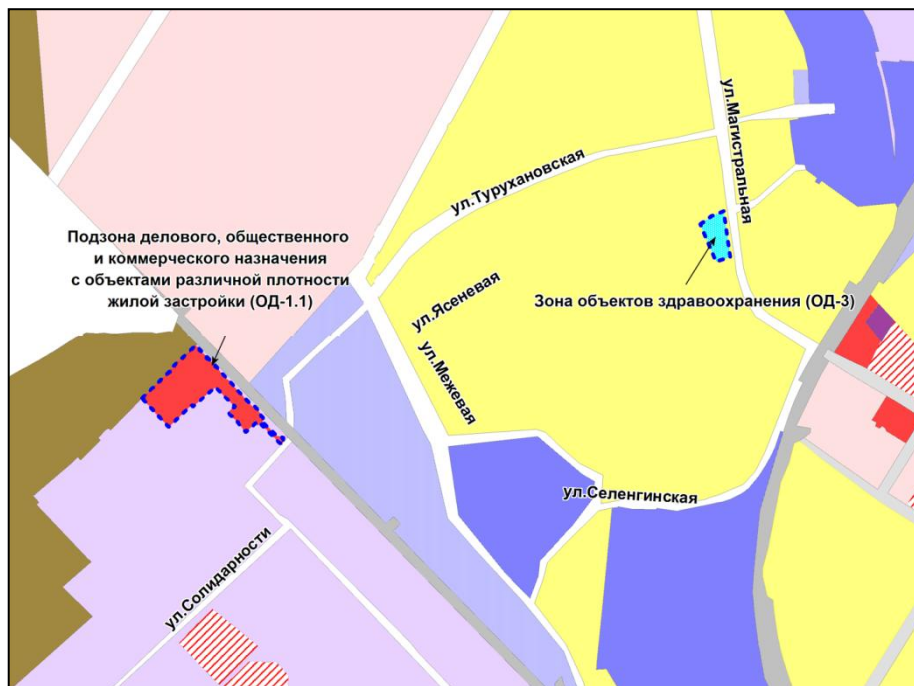 ул.Магистральная
ул.Турухановская
Подзона делового, общественного
и коммерческого назначения
с объектами различной плотности
жилой застройки (ОД-1.1)
ул.Ясеневая
Зона объектов здравоохранения (ОД-3)
ул.Межевая
ул.Селенгинская
ул.Солидарности